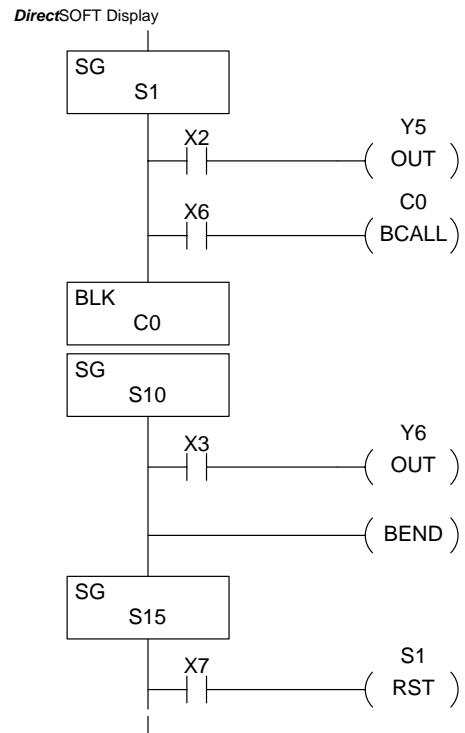 DirectSOFT Display
SG
S1
X2
Y5
OUT
X6
C0
BCALL
BLK
C0
SG
S10
X3
Y6
OUT
BEND
SG
S15
X7
S1
RST